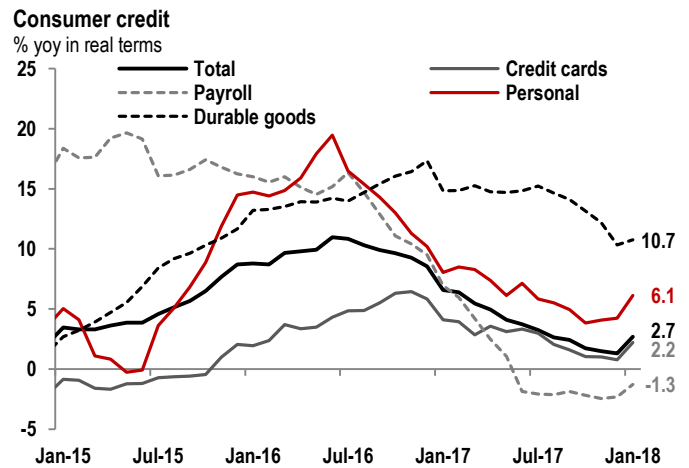 Consumer credit
% yoy in real terms
25
20
15
10
5
0
-5
Total
Credit cards
Payroll
Personal
Durable goods
10.7
6.1
2.7
2.2
-1.3
Jan-15
Jul-15
Jan-16
Jul-16
Jan-17
Jul-17
Jan-18